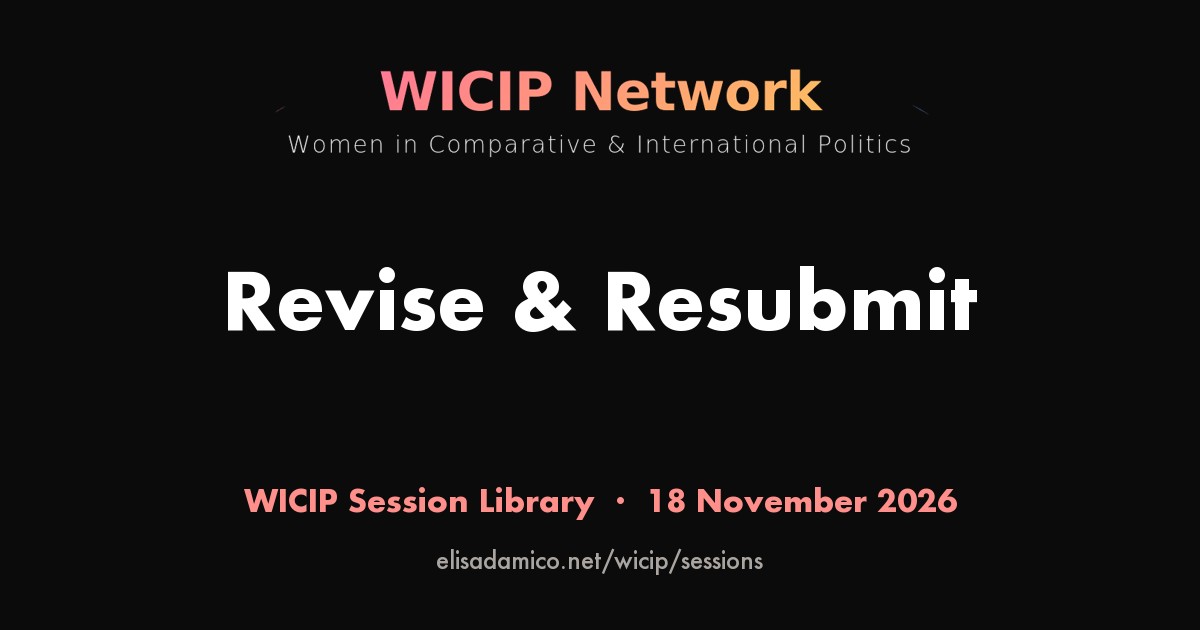 WICIP Network
Women in Comparative & International Politics
Revise & Resubmit
WICIP Session Library · 18 November 2026
elisadamico.net/wicip/sessions